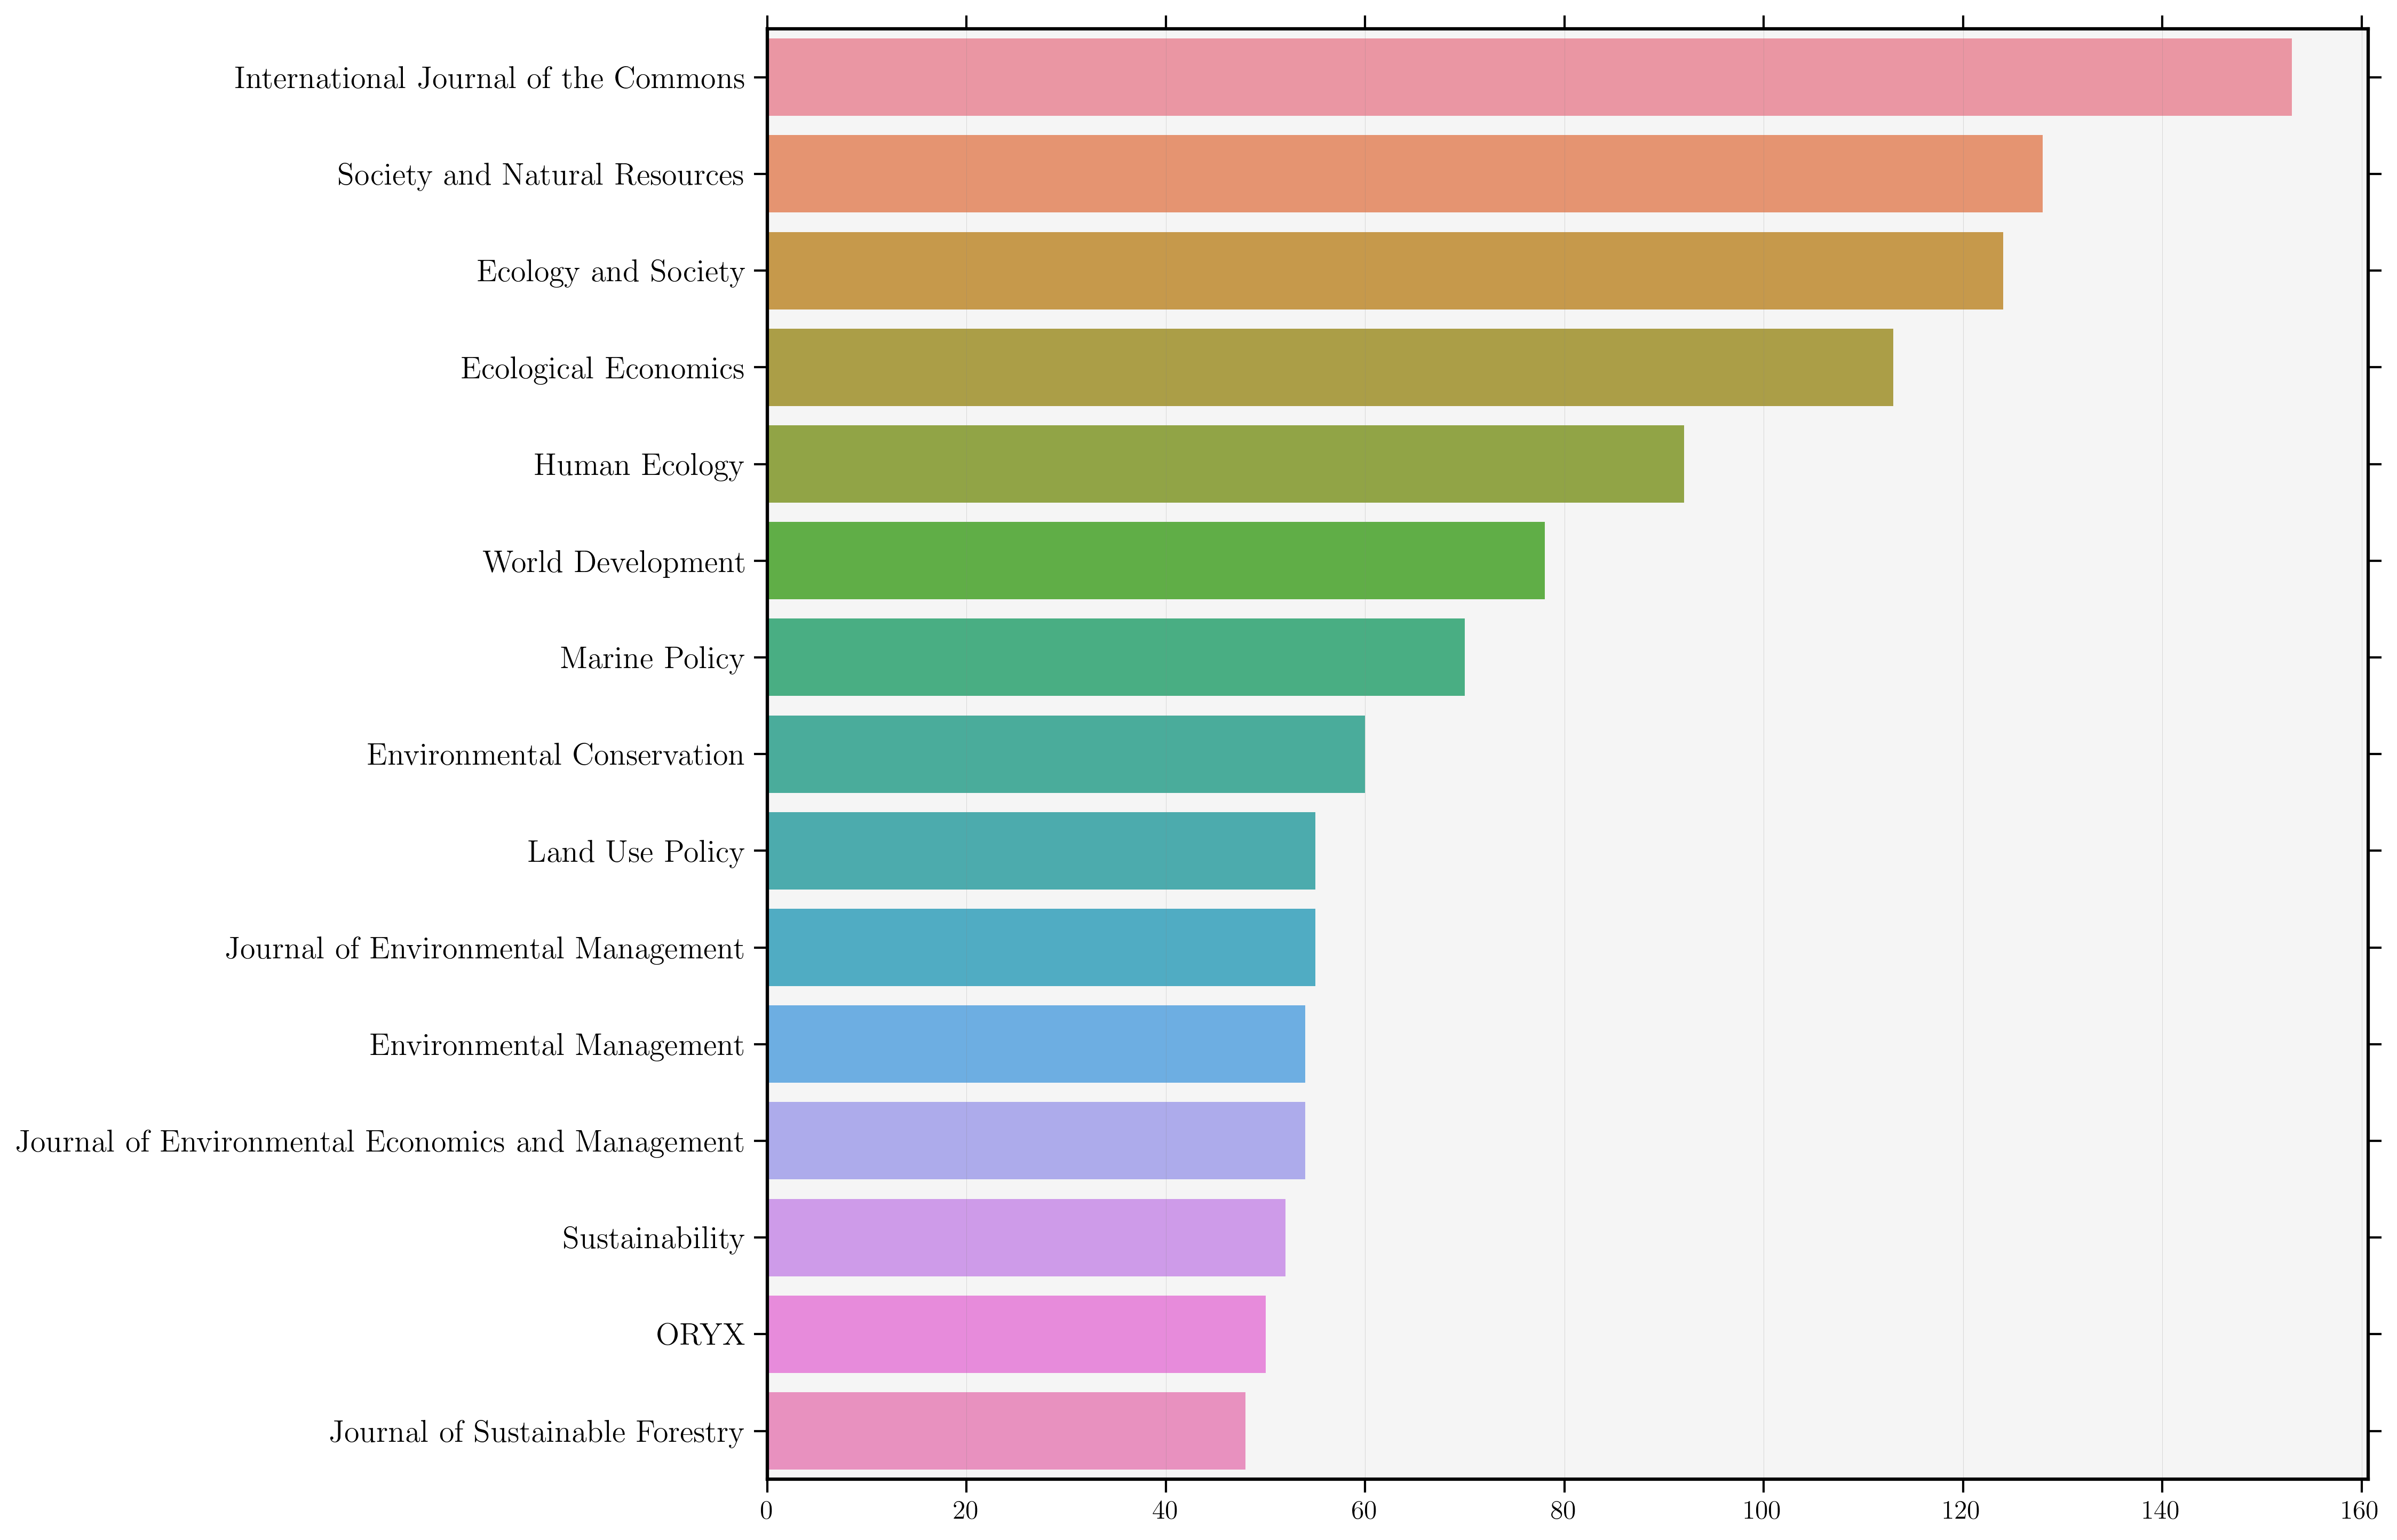 International Journal of the Commons
Society and Natural Resources
Ecology and Society
Ecological Economics
Human Ecology
World Development
Marine Policy
Environmental Conservation
Land Use Policy
Journal of Environmental Management
Environmental Management
Journal of Environmental Economics and Management
Sustainability
ORYX
Journal of Sustainable Forestry
0 20 40 60 80 100 120 140 160